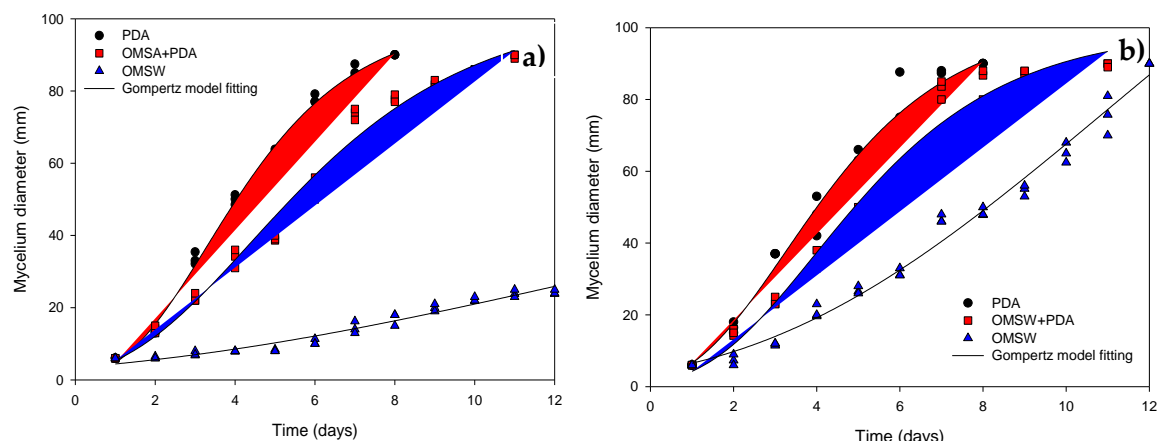 100
80
60
40
20
0
Mycelium diameter (mm)
PDA
OMSA+PDA
OMSW
Gompertz model fitting
a)
0 2 4 6 8 10 12
Time (days)
100
80
60
40
20
0
Mycelium diameter (mm)
b)
PDA
OMSW+PDA
OMSW
Gompertz model fitting
0 2 4 6 8 10 12
Time (days)